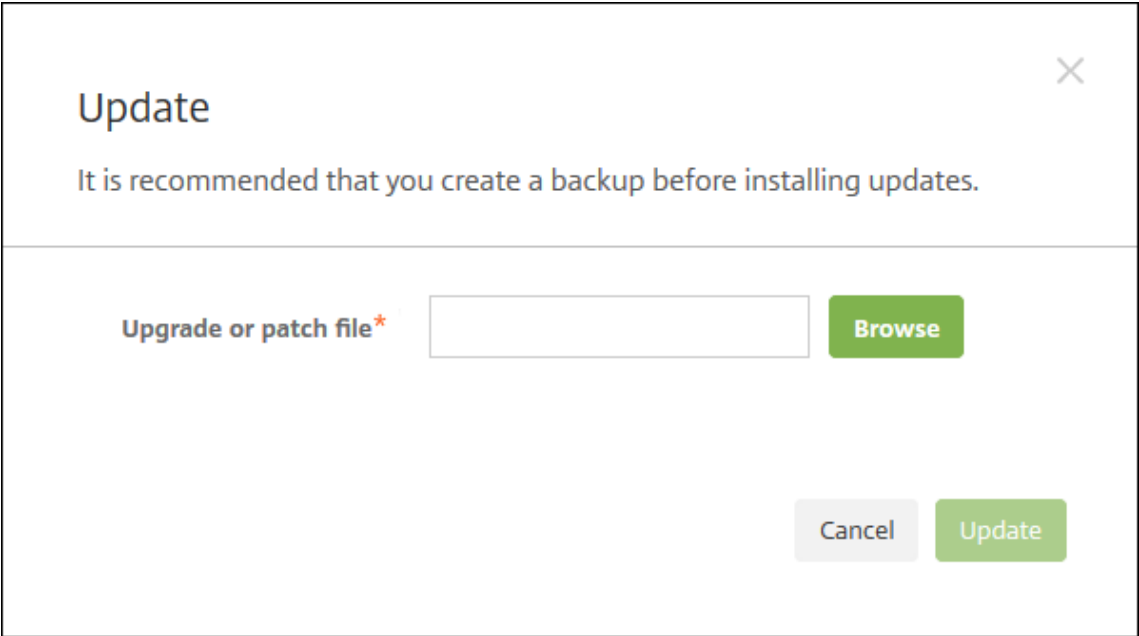 Update
It is recommended that you create a backup before installing updates.
Upgrade or patch file* Browse
Cancel Update